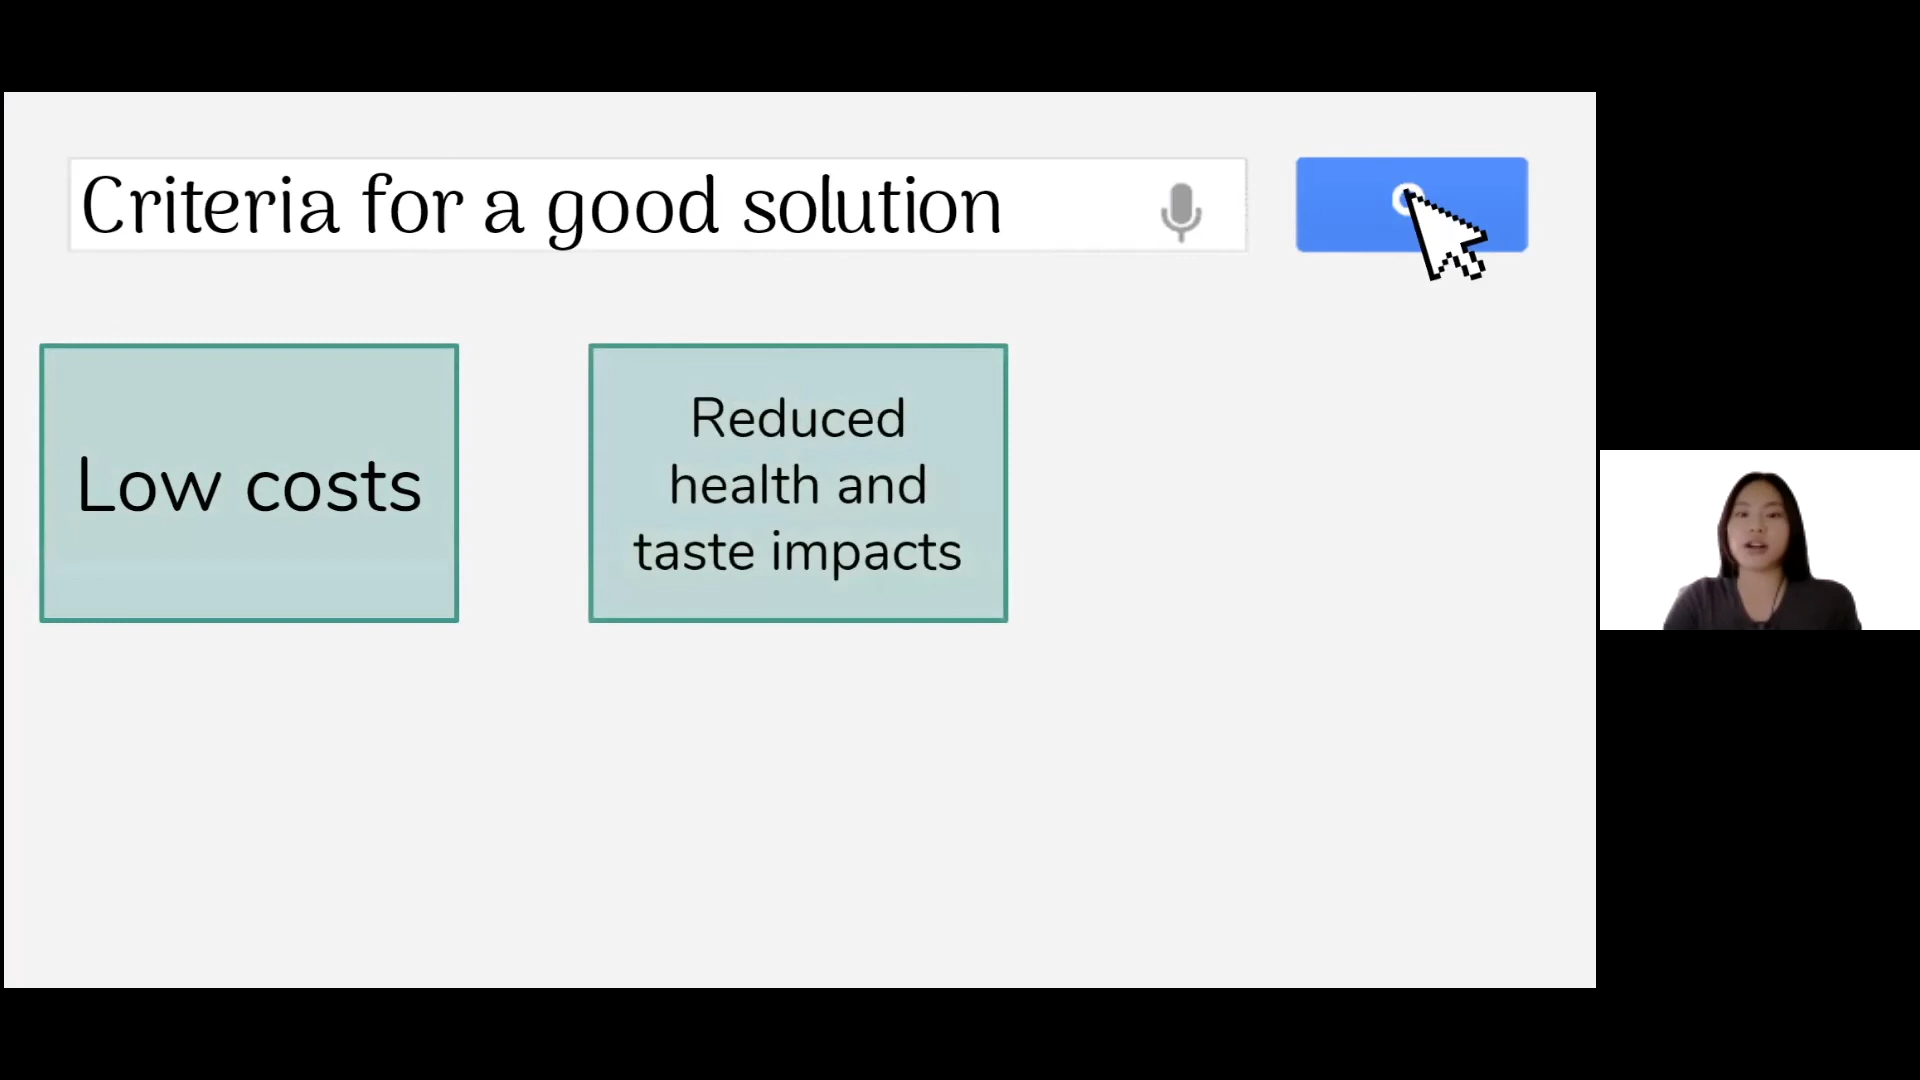 Criteria for a good solution
Low costs
Reduced
health and
taste impacts